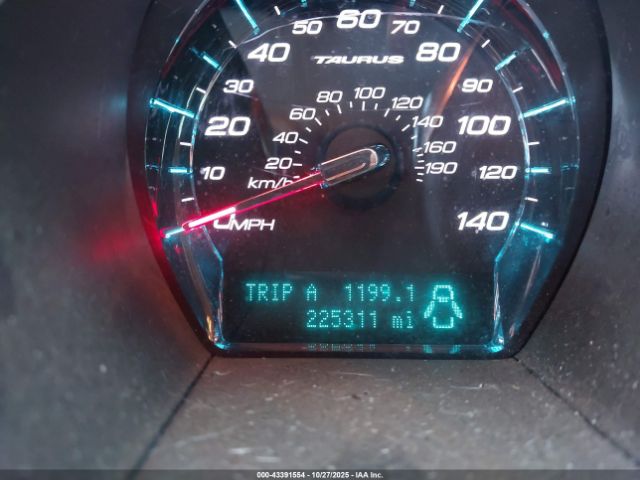 50 60 70
40 TAURUS 80
30 90
80 100 120
60 140
20 40 160 100
20 190
10 km/h 120
0 MPH 140
TRIP A 1199.1
225311 mi
000-43391554 | 10/27/2025 | IAA Inc.